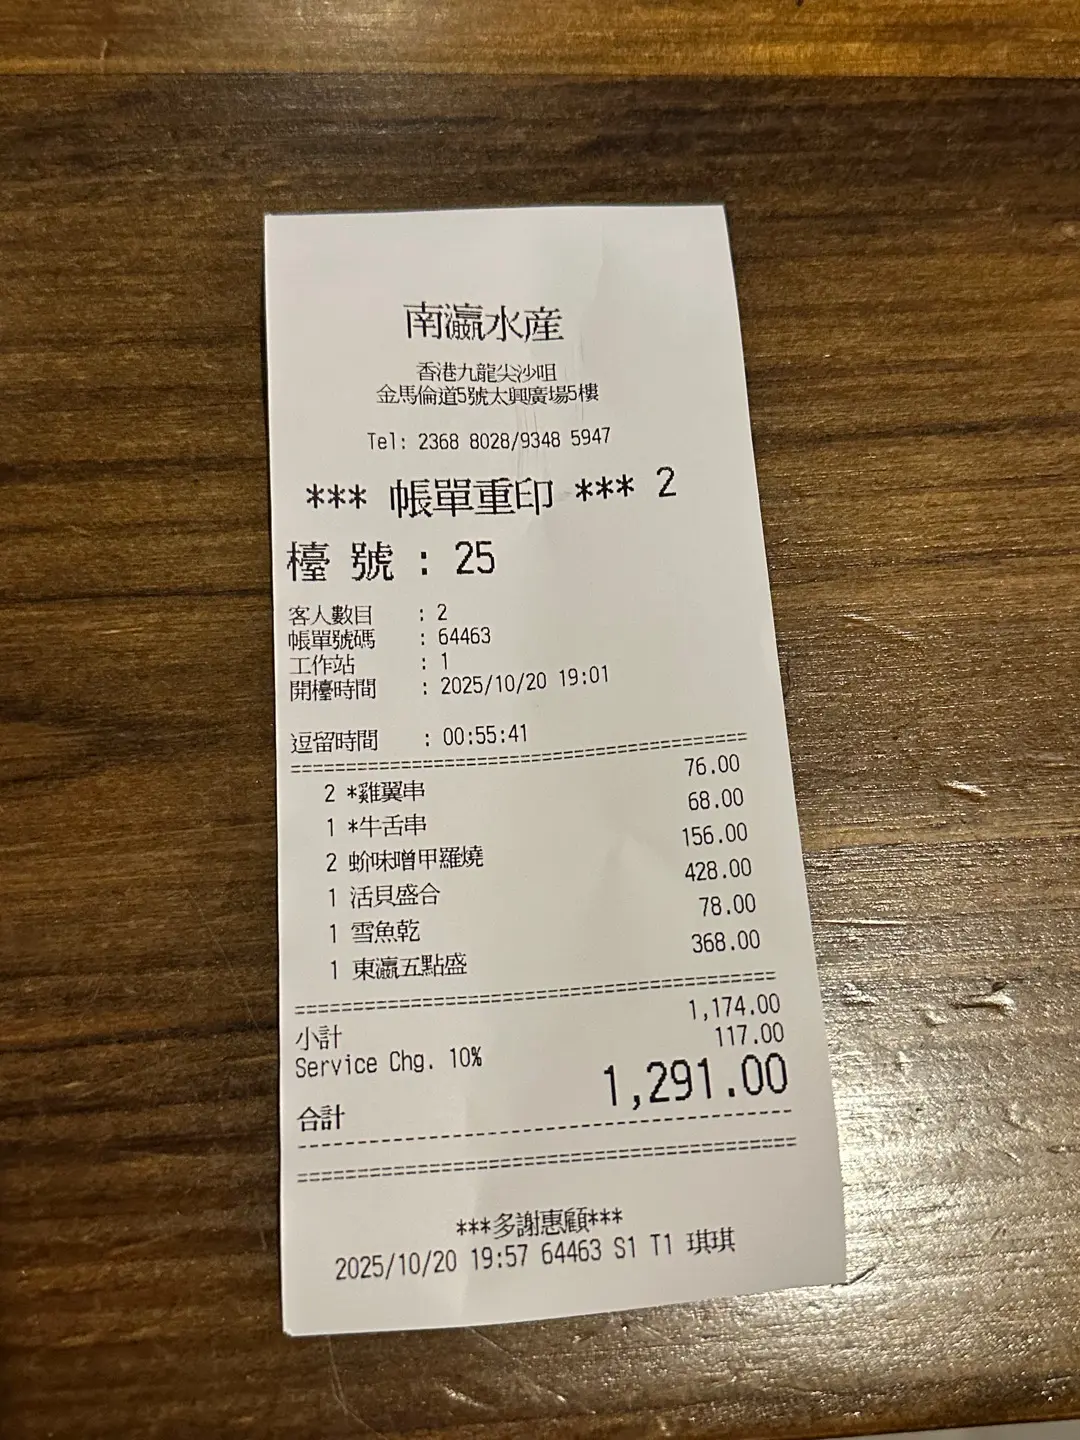 南瀛水産
香港九龍尖沙咀
金馬倫道5號太興廣場5樓
Tel: 2368 8028/9348 5947
*** 帳單重印 *** 2
檯 號 : 25
客人數目 : 2
帳單號碼 : 64463
工作站 : 1
開檯時間 : 2025/10/20 19:01
逗留時間 : 00:55:41
2 *雞翼串 76.00
1 *牛舌串 68.00
2 蚧味噌甲羅燒 156.00
1 活貝盛合 428.00
1 雪魚乾 78.00
1 東瀛五點盛 368.00
小計 1,174.00
Service Chg. 10% 117.00
合計 1,291.00
***多謝惠顧***
2025/10/20 19:57 64463 S1 T1 琪琪